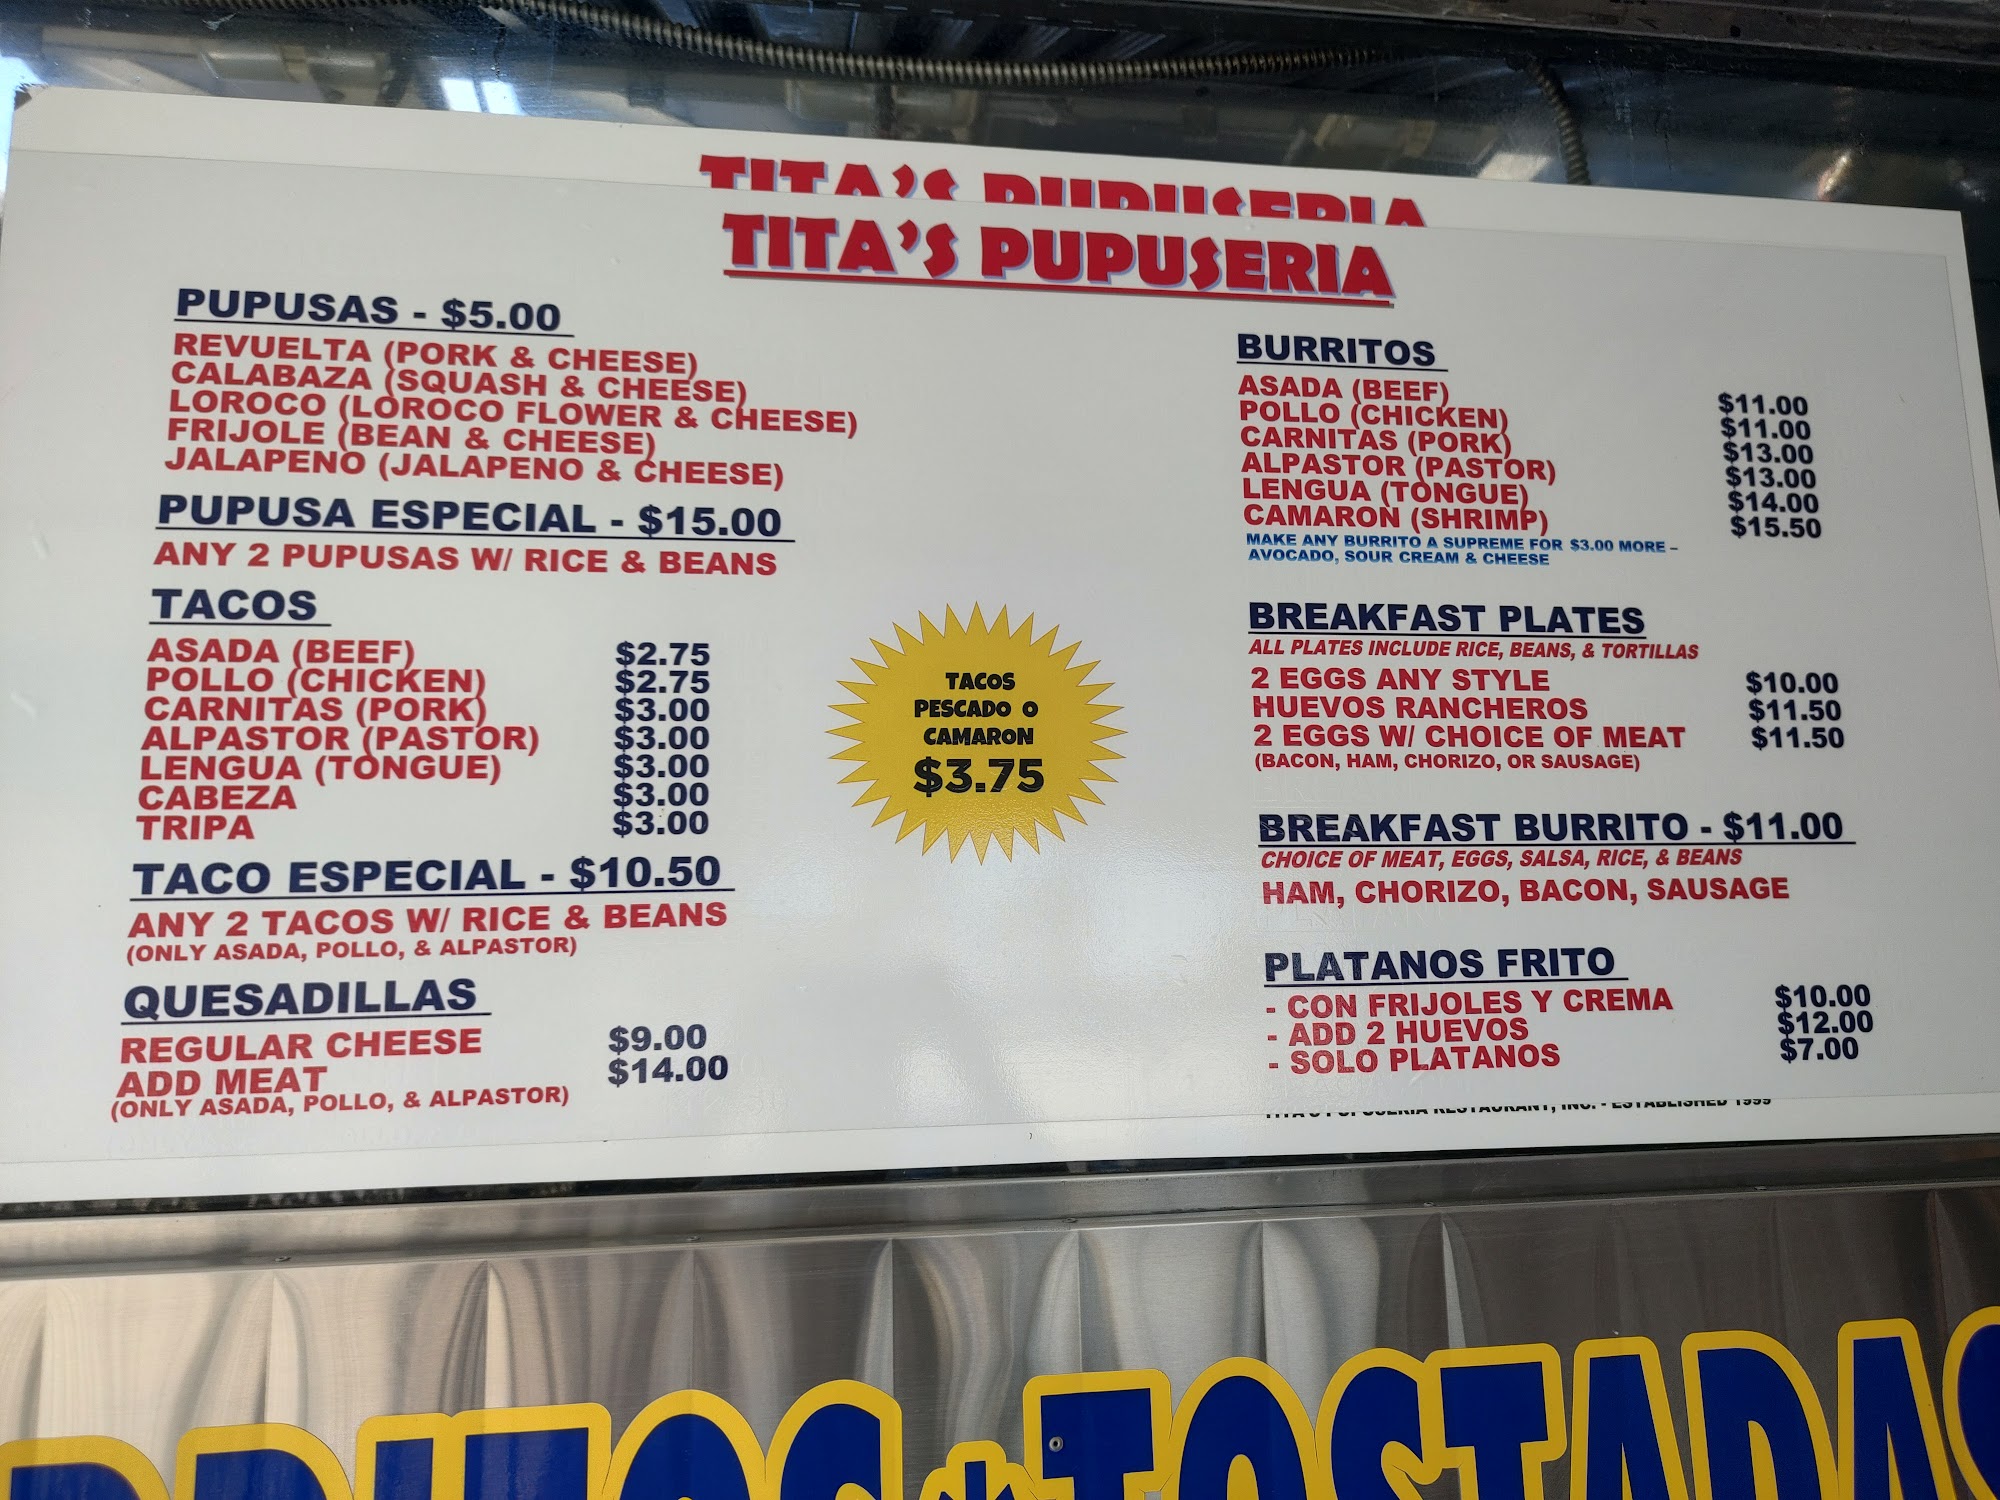 TITA'S PUPUSERIA
TITA'S PUPUSERIA
PUPUSAS - $5.00
REVUELTA (PORK & CHEESE)
CALABAZA (SQUASH & CHEESE)
LOROCO (LOROCO FLOWER & CHEESE)
FRIJOLE (BEAN & CHEESE)
JALAPENO (JALAPENO & CHEESE)
PUPUSA ESPECIAL - $15.00
ANY 2 PUPUSAS W/ RICE & BEANS
TACOS
ASADA (BEEF) $2.75
POLLO (CHICKEN) $2.75
CARNITAS (PORK) $3.00
ALPASTOR (PASTOR) $3.00
LENGUA (TONGUE) $3.00
CABEZA $3.00
TRIPA $3.00
TACO ESPECIAL - $10.50
ANY 2 TACOS W/ RICE & BEANS
(ONLY ASADA, POLLO, & ALPASTOR)
QUESADILLAS
REGULAR CHEESE $9.00
ADD MEAT $14.00
(ONLY ASADA, POLLO, & ALPASTOR)
TACOS
PESCADO O
CAMARON
$3.75
BURRITOS
ASADA (BEEF) $11.00
POLLO (CHICKEN) $11.00
CARNITAS (PORK) $13.00
ALPASTOR (PASTOR) $13.00
LENGUA (TONGUE) $14.00
CAMARON (SHRIMP) $15.50
MAKE ANY BURRITO A SUPREME FOR $3.00 MORE –
AVOCADO, SOUR CREAM & CHEESE
BREAKFAST PLATES
ALL PLATES INCLUDE RICE, BEANS, & TORTILLAS
2 EGGS ANY STYLE $10.00
HUEVOS RANCHEROS $11.50
2 EGGS W/ CHOICE OF MEAT $11.50
(BACON, HAM, CHORIZO, OR SAUSAGE)
BREAKFAST BURRITO - $11.00
CHOICE OF MEAT, EGGS, SALSA, RICE, & BEANS
HAM, CHORIZO, BACON, SAUSAGE
PLATANOS FRITO
- CON FRIJOLES Y CREMA $10.00
- ADD 2 HUEVOS $12.00
- SOLO PLATANOS $7.00
TITA'S PUPUSERIA RESTAURANT, INC. - ESTABLISHED 1999
RRITOS * TOSTADAS